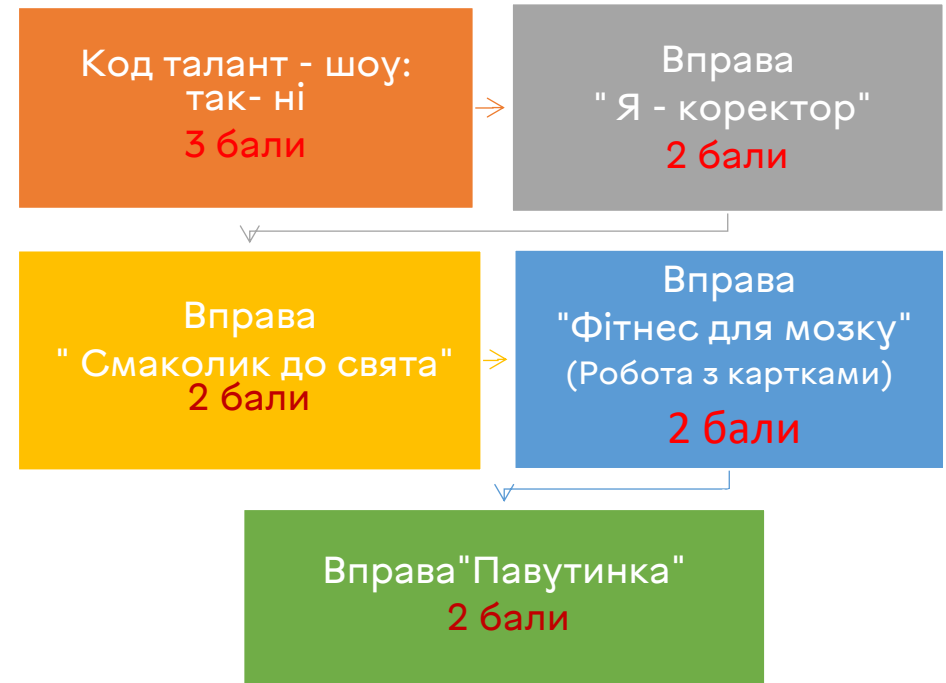 Код талант - шоу:
так- ні
3 бали
Вправа
" Я - коректор"
2 бали
Вправа
" Смаколик до свята"
2 бали
Вправа
"Фітнес для мозку"
(Робота з картками)
2 бали
Вправа"Павутинка"
2 бали